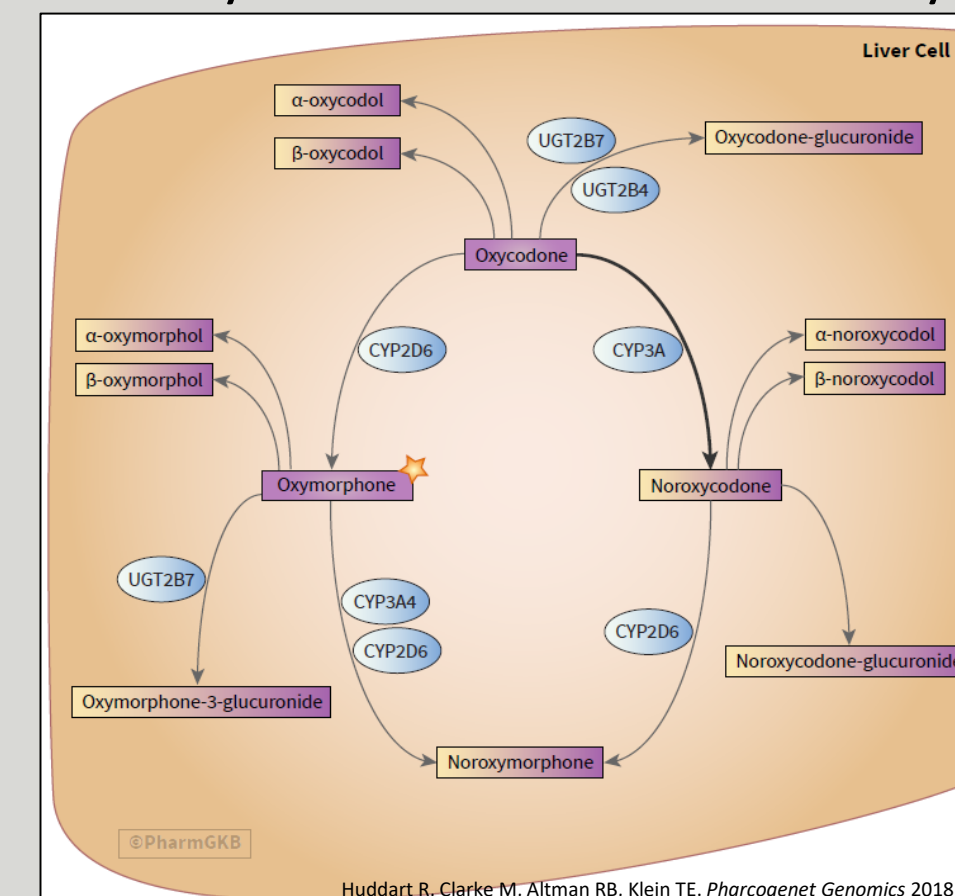 Liver Cell
α-oxycodol
β-oxycodol
UGT2B7
Oxycodone-glucuronide
UGT2B4
Oxycodone
α-oxymorphol
β-oxymorphol
CYP2D6
CYP3A
α-noroxycodol
β-noroxycodol
Oxymorphone
Noroxycodone
UGT2B7
CYP3A4
CYP2D6
CYP2D6
Noroxycodone-glucuronide
Oxymorphone-3-glucuronide
Noroxymorphone
©PharmGKB
Huddart R, Clarke M, Altman RB, Klein TE. Pharcogenet Genomics 2018